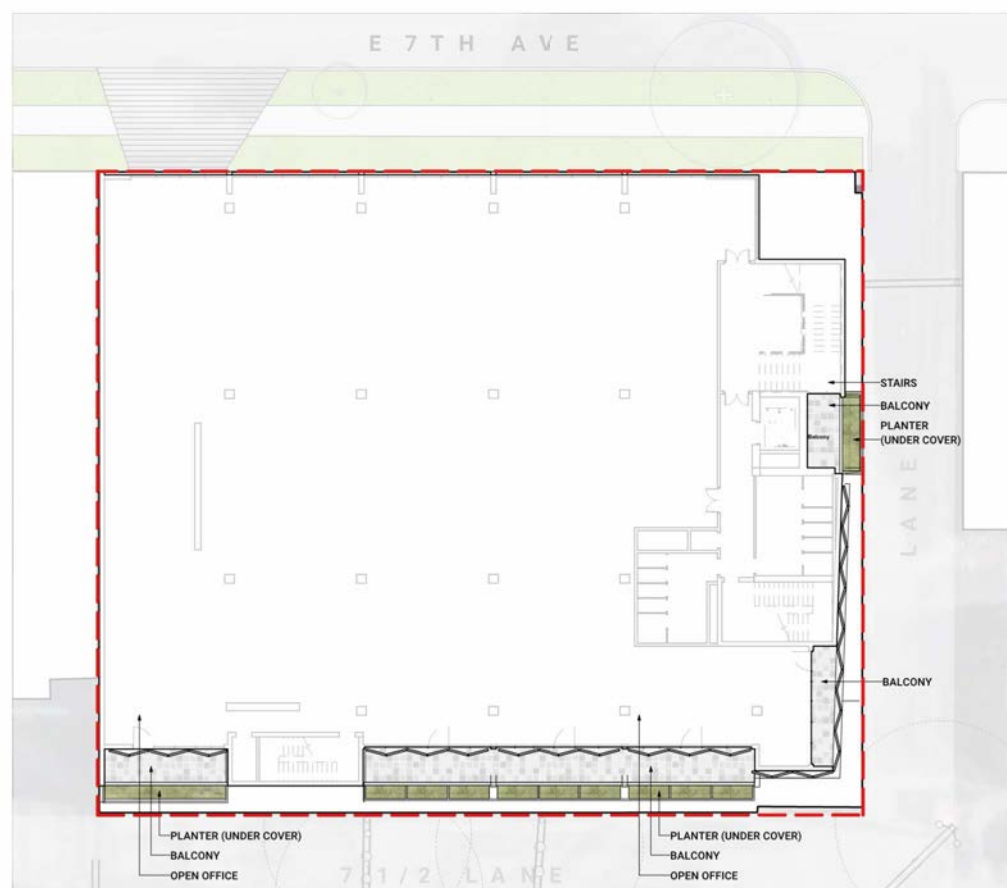 E 7TH AVE
STAIRS
BALCONY
PLANTER
(UNDER COVER)
Balcony
LANE
BALCONY
PLANTER (UNDER COVER)
BALCONY
OPEN OFFICE
PLANTER (UNDER COVER)
BALCONY
OPEN OFFICE
7 1/2 LANE